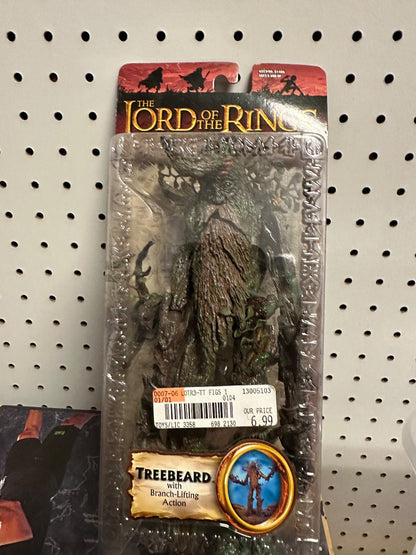 THE
LORD OF THE RINGS
0007-06 LOTR3-TT FIGS 1 13005103
01/01 0104
OUR PRICE
6.99
TOYS/LIC 3358 698 2130
TREEBEARD
with
Branch-Lifting
Action